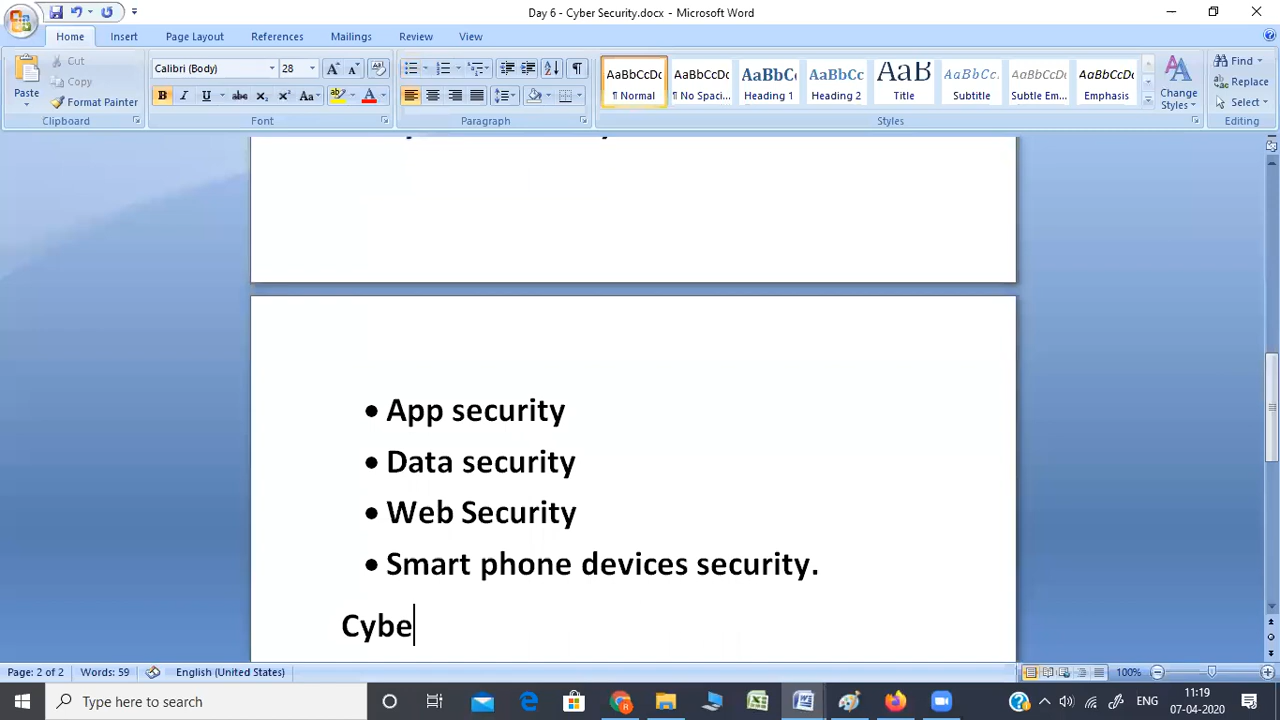 Day 6 - Cyber Security.docx - Microsoft Word
Home Insert Page Layout References Mailings Review View
Paste
Cut
Copy
Format Painter
Clipboard
Calibri (Body) 28
Font
Paragraph
AaBbCcDc AaBbCcDc AaBbC AaBbCc AaB AaBbCc AaBbCcDc AaBbCcDc
¶ Normal ¶ No Spaci... Heading 1 Heading 2 Title Subtitle Subtle Em... Emphasis
Change Styles
Styles
Find
Replace
Select
Editing
• App security
• Data security
• Web Security
• Smart phone devices security.
Cybe
Page: 2 of 2 Words: 59 English (United States) 100%
Type here to search
ENG
11:19
07-04-2020